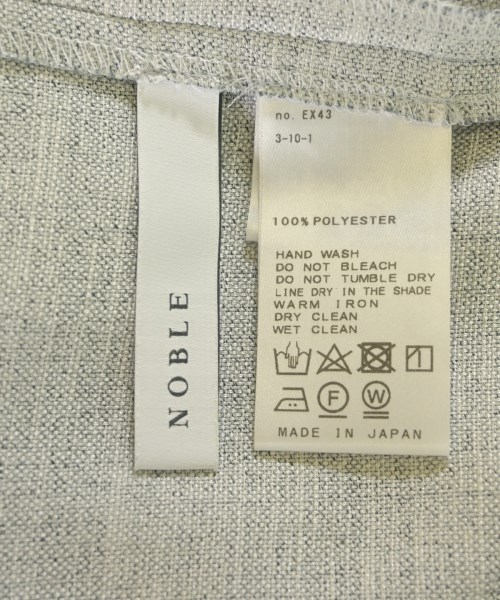 NOBLE
no. EX43
3-10-1
100% POLYESTER
HAND WASH
DO NOT BLEACH
DO NOT TUMBLE DRY
LINE DRY IN THE SHADE
WARM IRON
DRY CLEAN
WET CLEAN
F W
MADE IN JAPAN